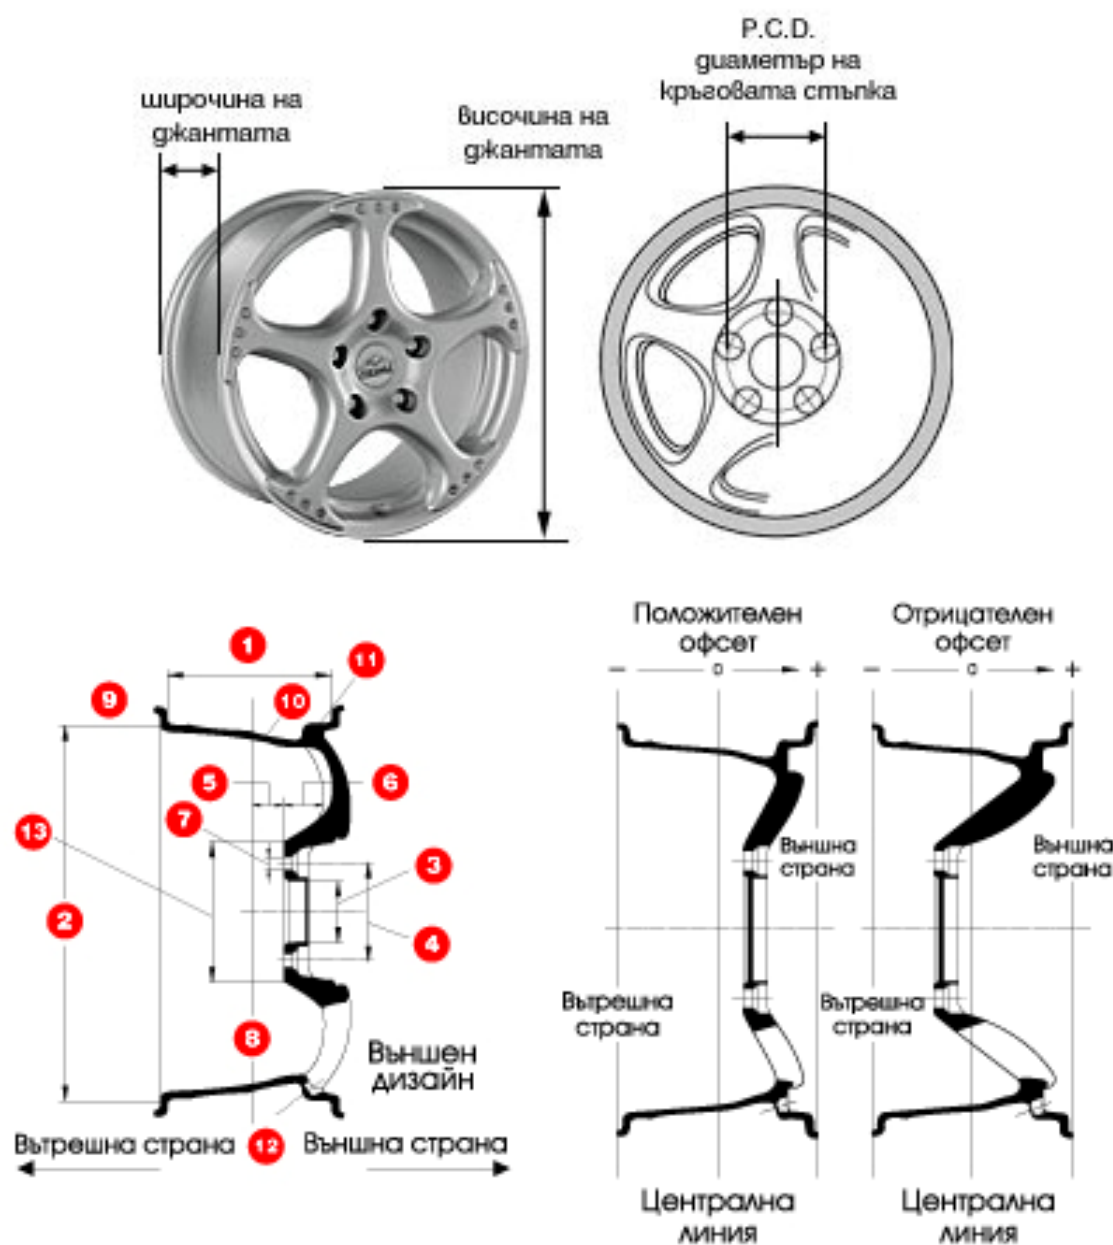 P.C.D.
диаметър на
кръговата стъпка
широчина на
джантата
височина на
джантата
1
11
9
10
5
6
7
13
3
2
4
8
Външен
дизайн
Вътрешна страна
12
Външна страна
Положителен
офсет
− 0 +
Външна
страна
Вътрешна
страна
Централна
линия
Отрицателен
офсет
− 0 +
Външна
страна
Вътрешна
страна
Централна
линия